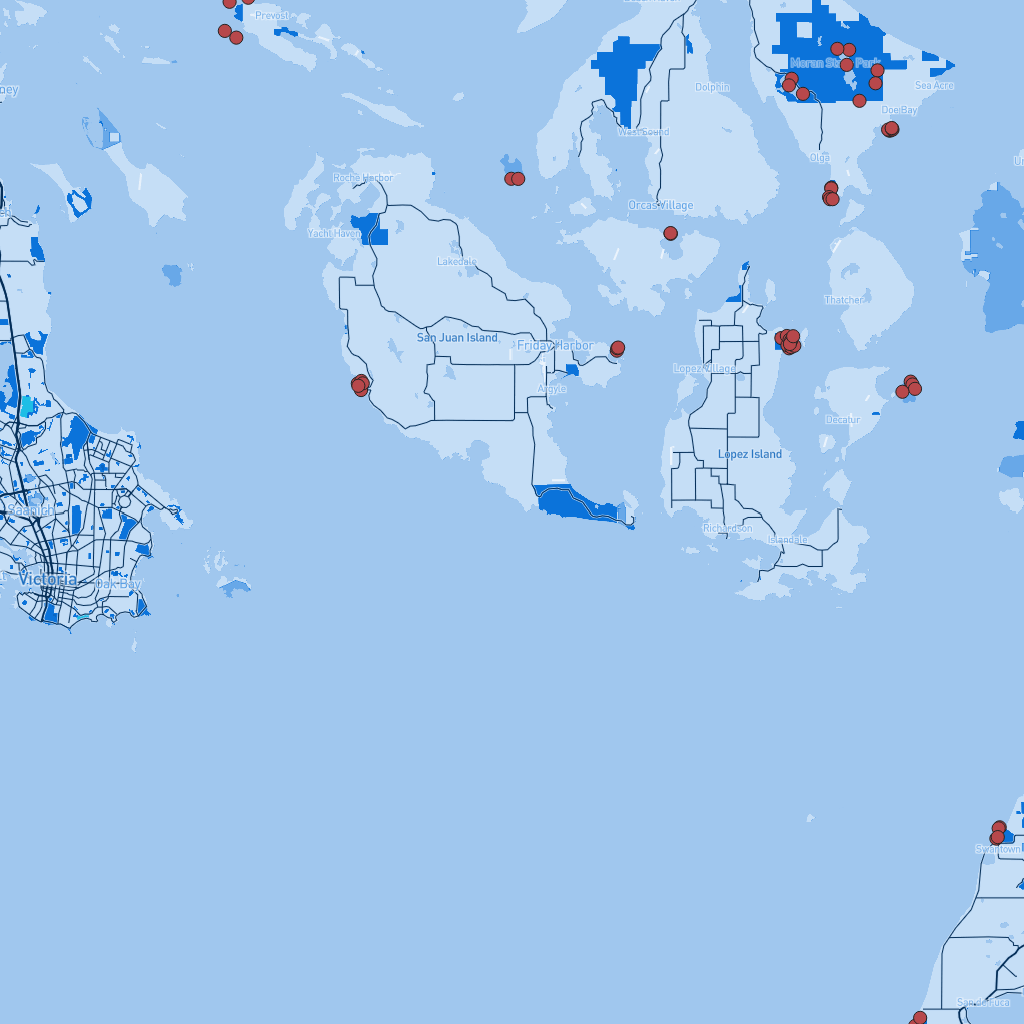 Prevost
Dolphin
Moran State Park
Sea Acre
Doe Bay
West Sound
Olga
Roche Harbor
Orcas Village
Yacht Haven
Lakedale
Thatcher
San Juan Island
Friday Harbor
Lopez Village
Argyle
Decatur
Lopez Island
Saanich
Richardson
Islandale
Victoria
Oak Bay
Swantown
San de Fuca